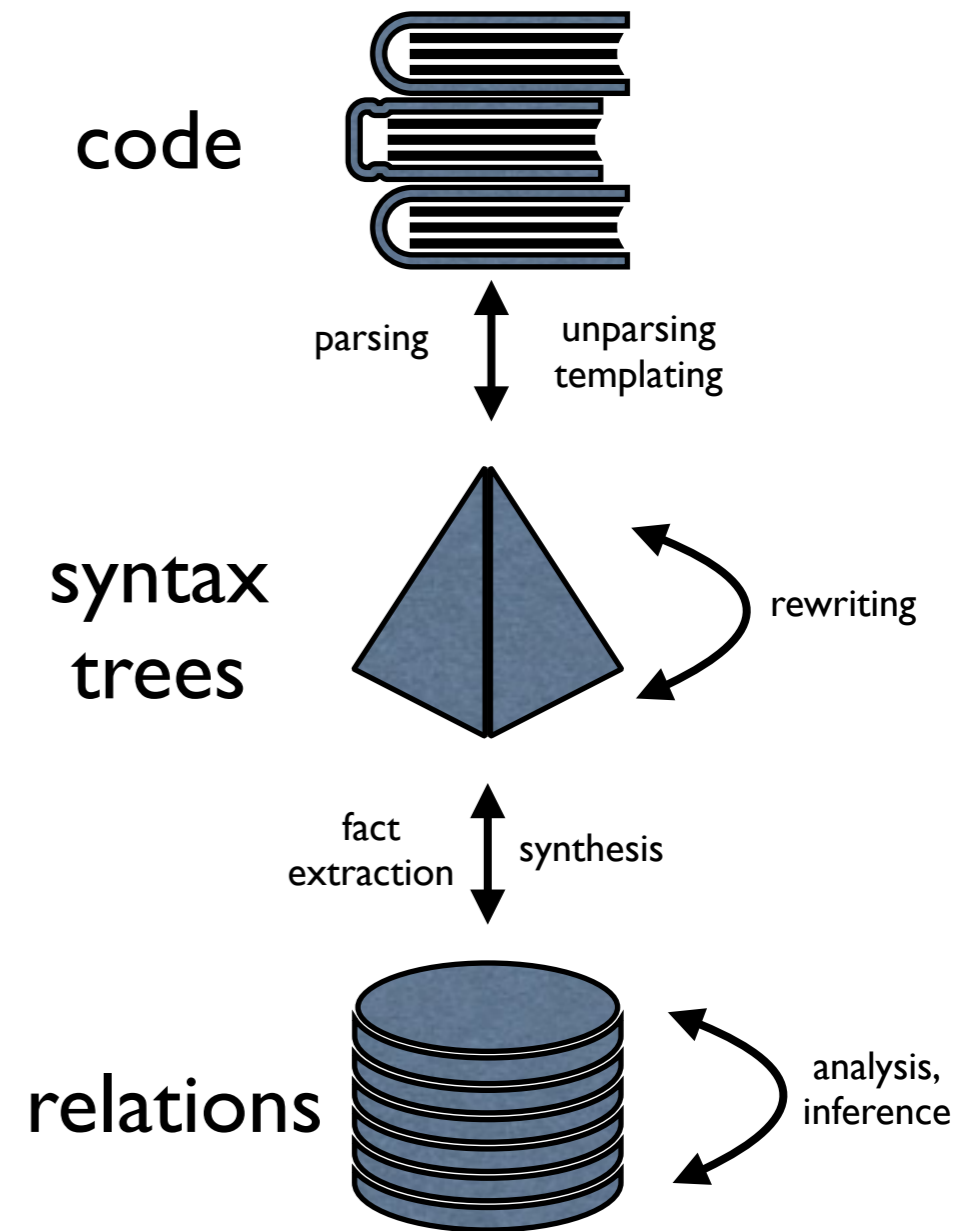 code
parsing
unparsing
templating
syntax
trees
rewriting
fact
extraction
synthesis
relations
analysis,
inference